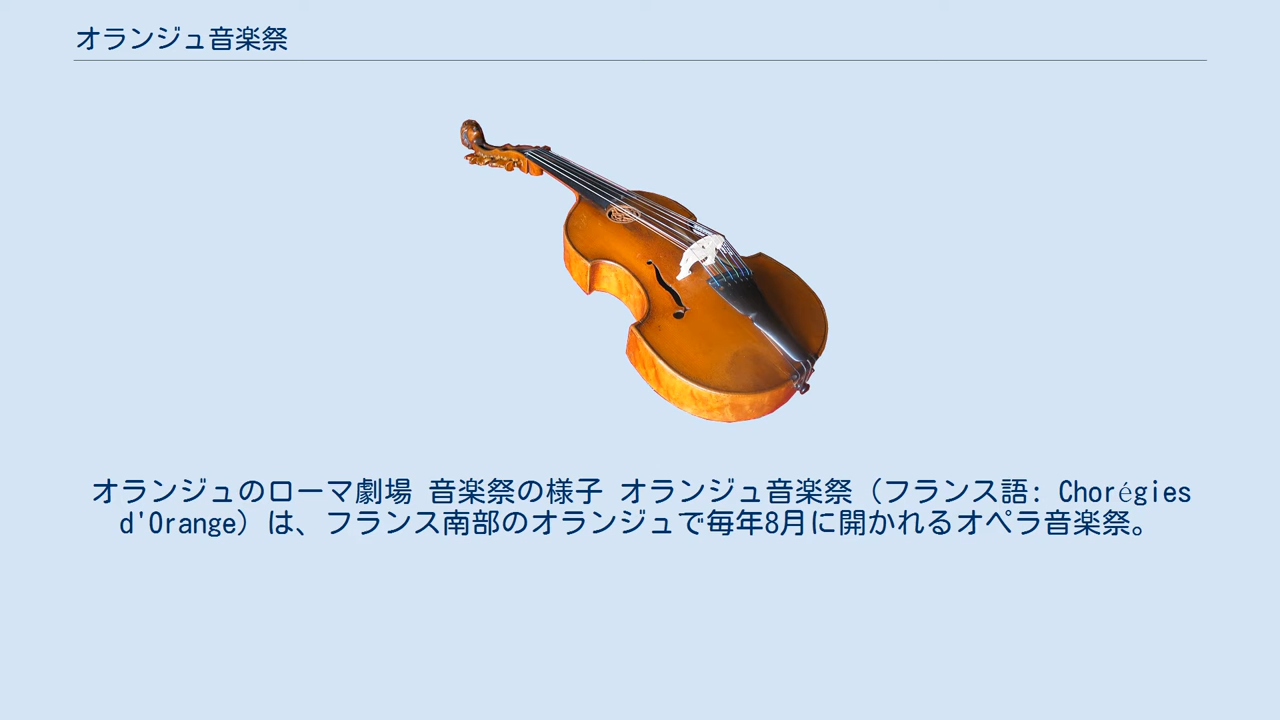 オランジュ音楽祭
オランジュのローマ劇場 音楽祭の様子 オランジュ音楽祭（フランス語: Chorégies
d'Orange）は、フランス南部のオランジュで毎年8月に開かれるオペラ音楽祭。